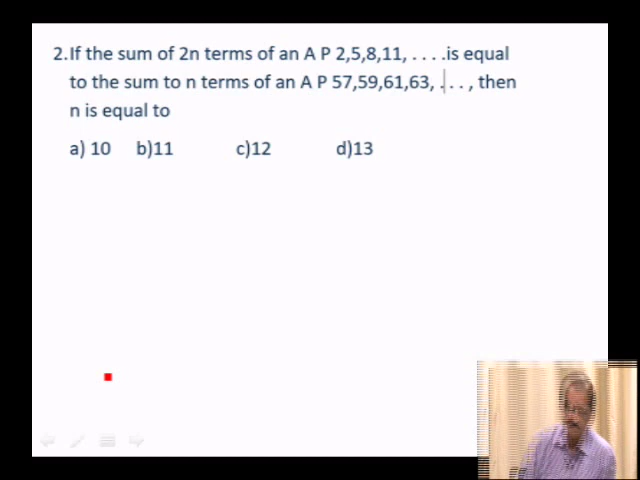 2.If the sum of 2n terms of an A P 2,5,8,11, . . . .is equal
to the sum to n terms of an A P 57,59,61,63, . . . , then
n is equal to
a) 10 b)11 c)12 d)13